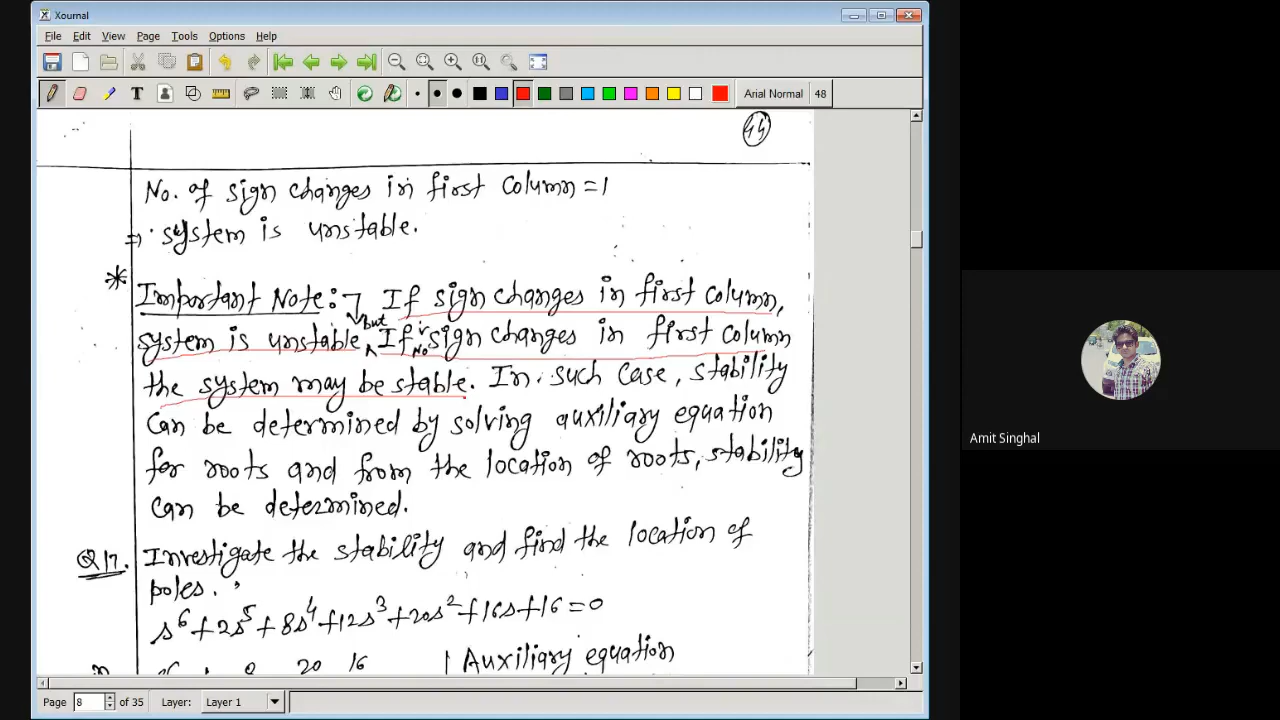 Xournal
File Edit View Page Tools Options Help
Arial Normal 48
44
No. of sign changes in first column = 1
⇒ system is unstable.
* Important Note :→ If sign changes in first column,
system is unstable but If No sign changes in first column
the system may be stable. In such case, stability
can be determined by solving auxiliary equation
for roots and from the location of roots, stability
can be determined.
Q17. Investigate the stability and find the location of
poles.
s⁶+2s⁵+8s⁴+12s³+20s²+16s+16=0
8 20 16 | Auxiliary equation
Amit Singhal
Page 8 of 35 Layer: Layer 1